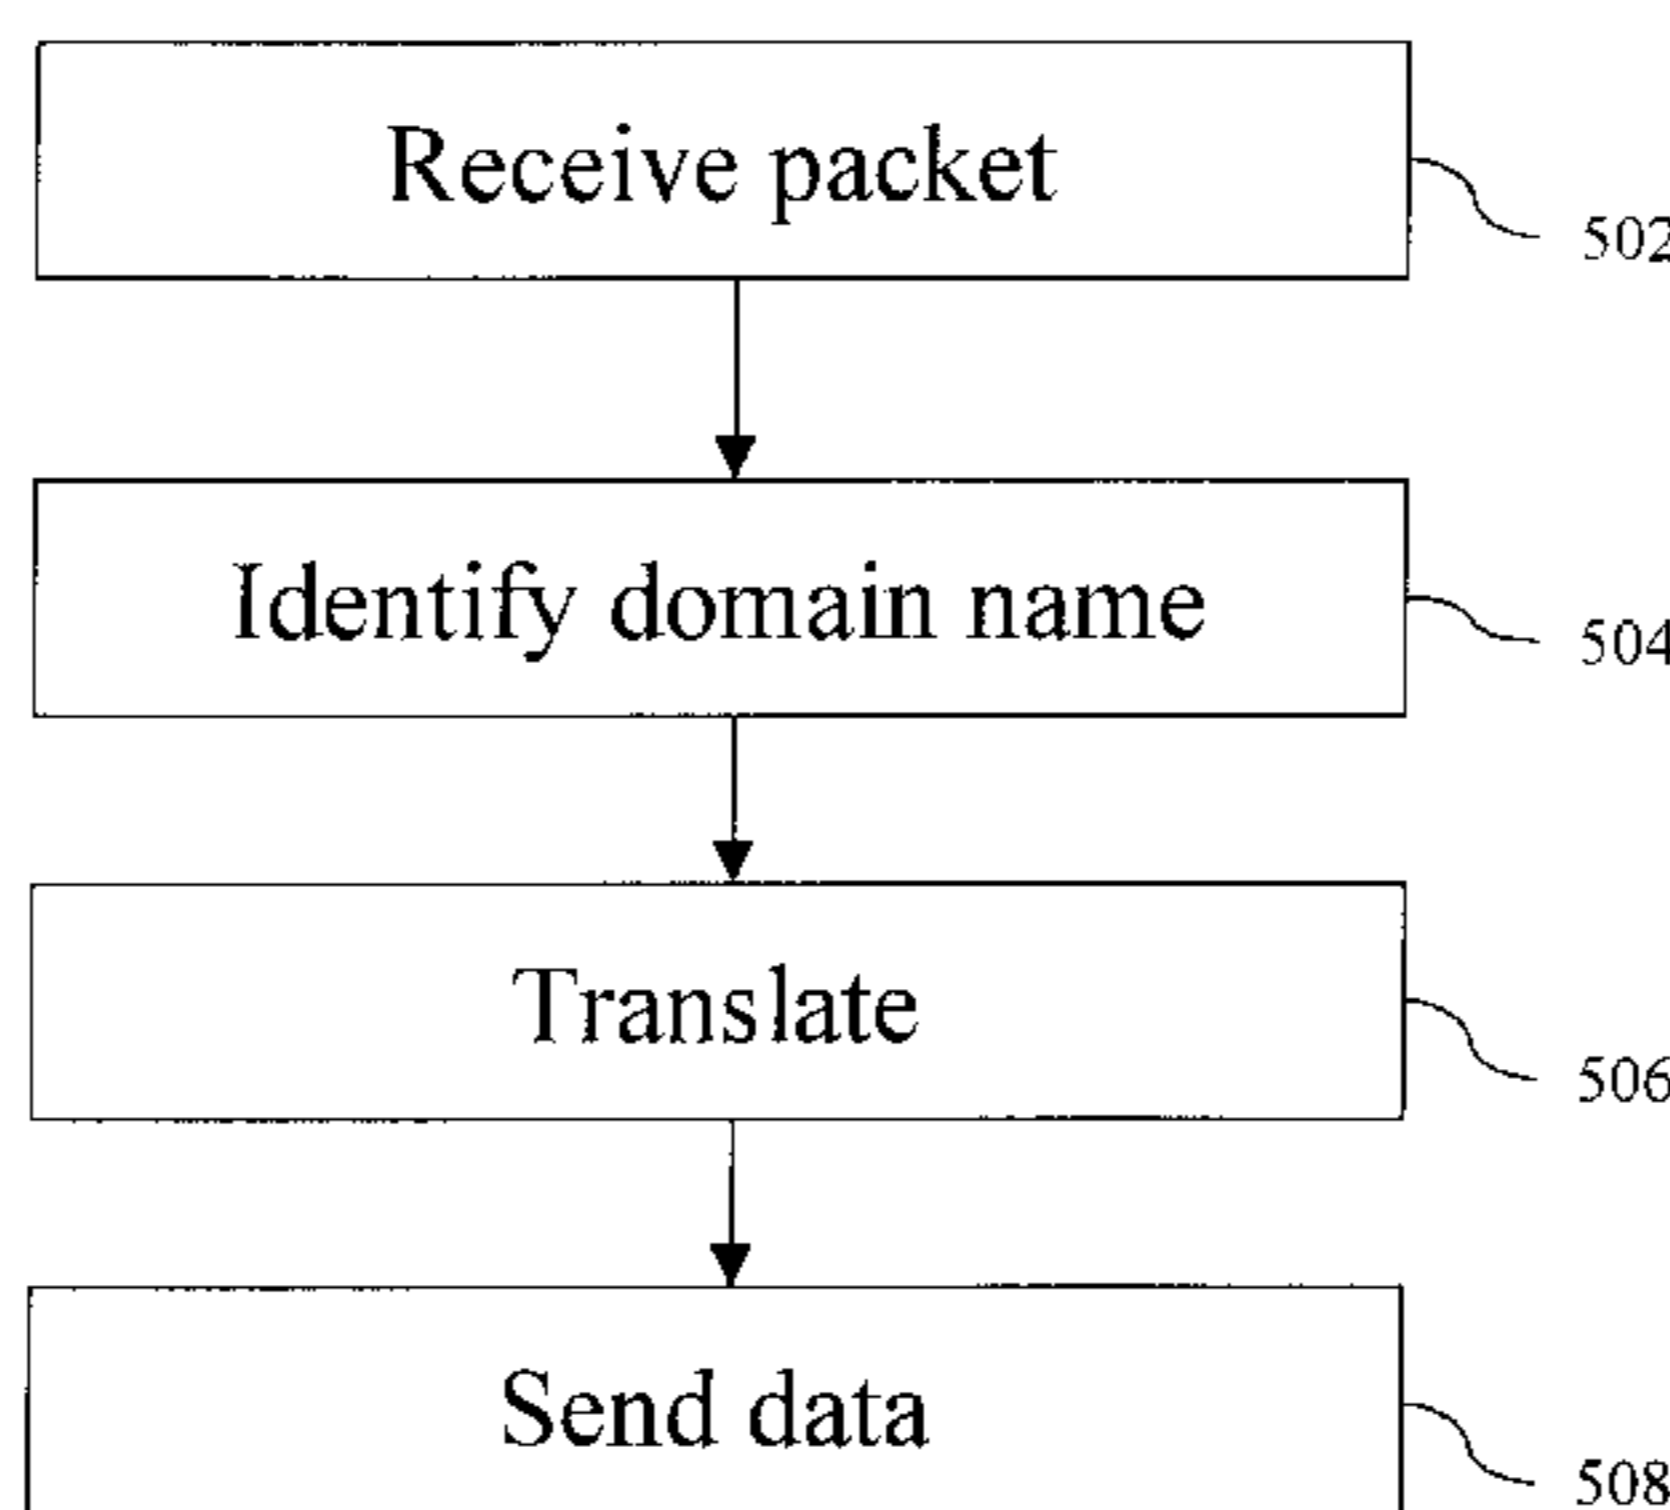 Receive packet
502
Identify domain name
504
Translate
506
Send data
508